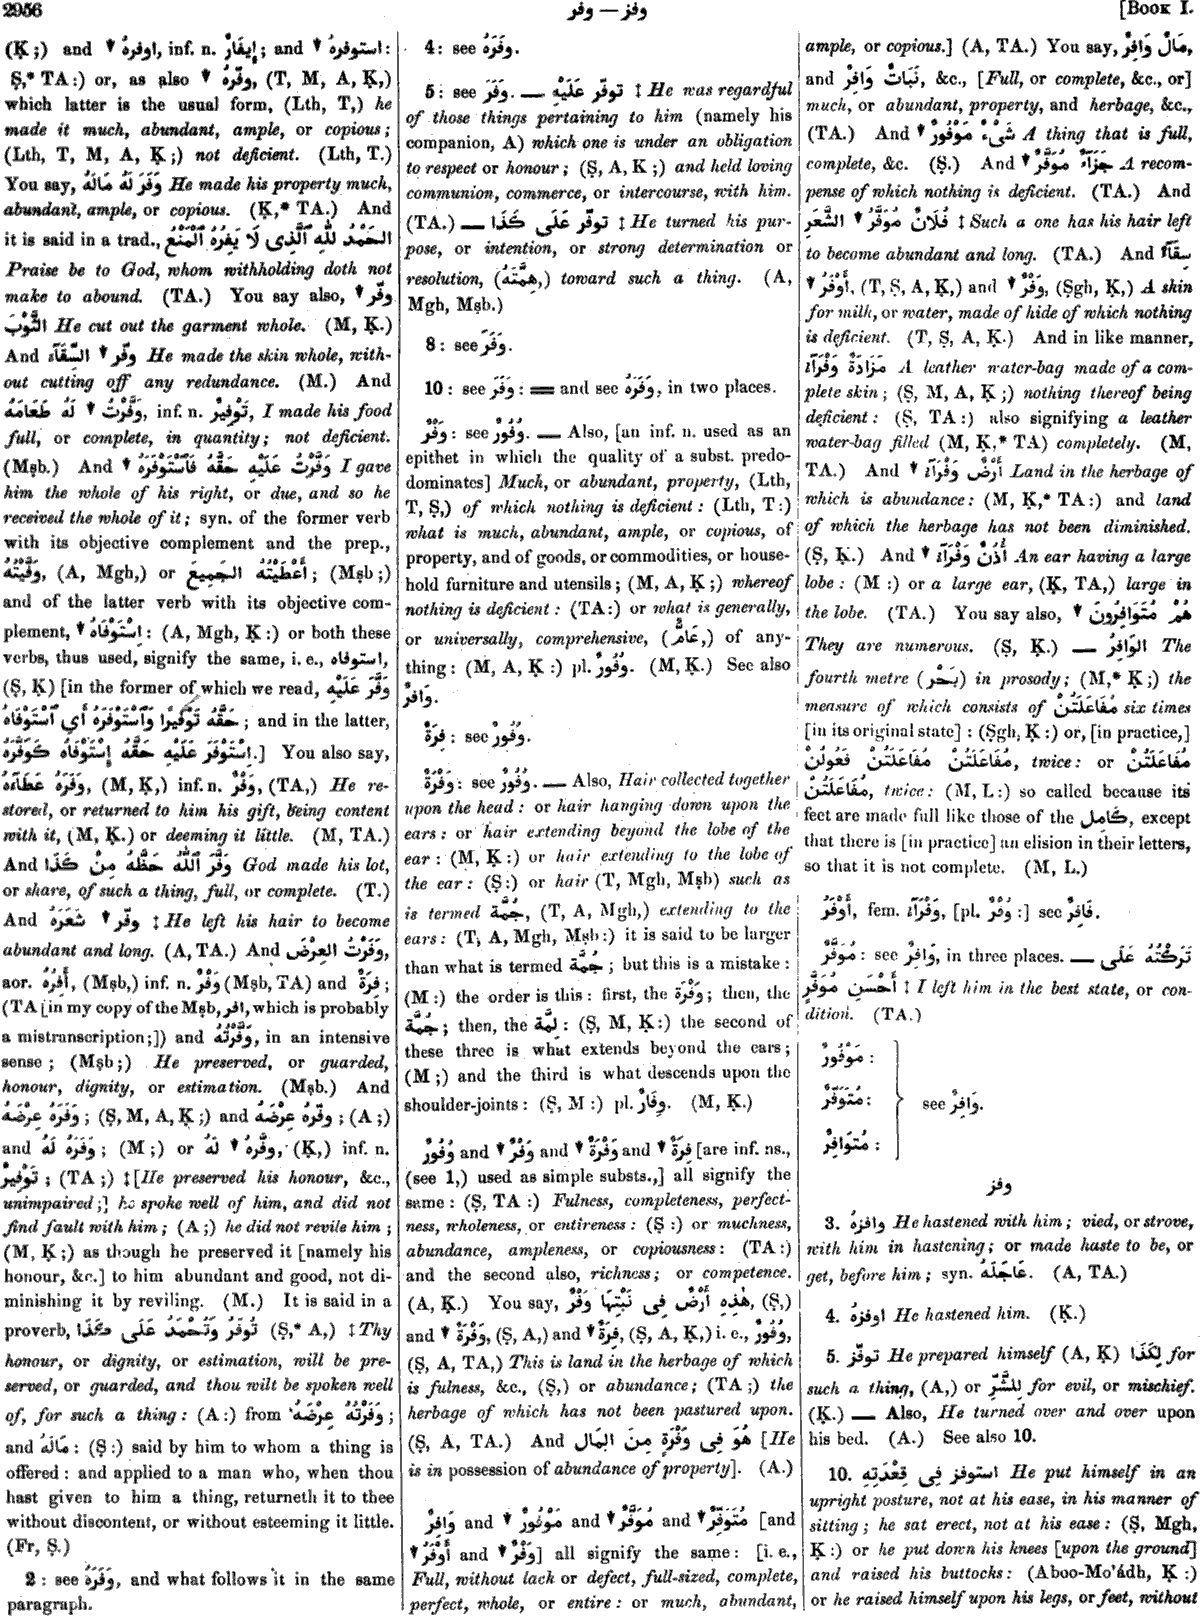 2956
وفز — وفر
[BOOK I.
(Ḳ;) and ▼ اوفرهُ, inf. n. إِيفَارٌ; and ▼ استوفرهُ:
Ṣ,* TA:) or, as also ▼ وفّرهُ, (T, M, A, Ḳ,)
which latter is the usual form, (Lth, T,) he
made it much, abundant, ample, or copious;
(Lth, T, M, A, Ḳ;) not deficient. (Lth, T.)
You say, وَفَرَ لَهُ مَالَهُ He made his property much,
abundant, ample, or copious. (Ḳ,* TA.) And
it is said in a trad., الحَمْدُ لِلّٰهِ ٱلَّذِى لَا يَفِرُهُ ٱلْمَنْعُ
Praise be to God, whom withholding doth not
make to abound. (TA.) You say also, ▼ وفّر
الثَّوْبَ He cut out the garment whole. (M, Ḳ.)
And وفّر ▼ السِّقَآءَ He made the skin whole, with-
out cutting off any redundance. (M.) And
وَفَّرْتُ ▼ لَهُ طَعَامَهُ, inf. n. تَوْفِيرٌ, I made his food
full, or complete, in quantity; not deficient.
(Mṣb.) And ▼ وَفَّرْتُ عَلَيْهِ حَقَّهُ فَٱسْتَوْفَرَهُ I gave
him the whole of his right, or due, and so he
received the whole of it; syn. of the former verb
with its objective complement and the prep.,
وَفَّيْتُهُ, (A, Mgh,) or أَعْطَيْتُهُ الجَمِيعَ; (Mṣb;)
and of the latter verb with its objective com-
plement, ▼ اِسْتَوْفَاهُ: (A, Mgh, Ḳ:) or both these
verbs, thus used, signify the same, i. e., استوفاه,
(Ṣ, Ḳ) [in the former of which we read, وَفَّرَ عَلَيْهِ
حَقَّهُ تَوْفِيرًا وَٱسْتَوْفَرَهُ أَىِ ٱسْتَوْفَاهُ; and in the latter,
اِسْتَوْفَرَ عَلَيْهِ حَقَّهُ اِسْتَوْفَاهُ كَوَفَّرَهُ.] You also say,
وَفَرَهُ عَطَآءَهُ, (M, Ḳ,) inf. n. وَفْرٌ, (TA,) He re-
stored, or returned to him his gift, being content
with it, (M, Ḳ.) or deeming it little. (M, TA.)
And وَفَّرَ ٱللّٰهُ حَظَّهُ مِنْ كَذَا God made his lot,
or share, of such a thing, full, or complete. (T.)
And وفّر ▼ شَعَرَهُ ‡ He left his hair to become
abundant and long. (A, TA.) And وَفَرْتُ العِرْضَ,
aor. أَفِرُهُ, (Mṣb,) inf. n. وَفْرٌ (Mṣb, TA) and فِرَةٌ;
(TA [in my copy of the Mṣb, افر, which is probably
a mistranscription;]) and وَفَّرْتُهُ, in an intensive
sense; (Mṣb;) He preserved, or guarded,
honour, dignity, or estimation. (Mṣb.) And
وَفَرَهُ عِرْضَهُ; (Ṣ, M, A, Ḳ;) and وفّرهُ عِرْضَهُ; (A;)
and وَفَرَهُ لَهُ; (M;) or وفّرهُ ▼ لَهُ, (Ḳ,) inf. n.
تَوْفِيرٌ; (TA;) ‡ [He preserved his honour, &c.,
unimpaired;] he spoke well of him, and did not
find fault with him; (A;) he did not revile him;
(M, Ḳ;) as though he preserved it [namely his
honour, &c.] to him abundant and good, not di-
minishing it by reviling. (M.) It is said in a
proverb, تُوفَرُ وَتُحْمَدُ عَلَى كَذَا (Ṣ,* A,) ‡ Thy
honour, or dignity, or estimation, will be pre-
served, or guarded, and thou wilt be spoken well
of, for such a thing: (A:) from وَفَرْتُهُ عِرْضَهُ;
and مَالَهُ: (Ṣ:) said by him to whom a thing is
offered: and applied to a man who, when thou
hast given to him a thing, returneth it to thee
without discontent, or without esteeming it little.
(Fr, Ṣ.)
2: see وَفَرَهُ, and what follows it in the same
paragraph.
4: see وَفَرَهُ.
5: see وَفَرَ. — توفّر عَلَيْهِ ‡ He was regardful
of those things pertaining to him (namely his
companion, A) which one is under an obligation
to respect or honour; (Ṣ, A, K;) and held loving
communion, commerce, or intercourse, with him.
(TA.) — توفّر عَلَى كَذَا ‡ He turned his pur-
pose, or intention, or strong determination or
resolution, (هِمَّتَهُ,) toward such a thing. (A,
Mgh, Mṣb.)
8: see وَفَرَ.
10: see وَفَرَ: = and see وَفَرَهُ, in two places.
وَفْرٌ: see وُفُورٌ. — Also, [an inf. n. used as an
epithet in which the quality of a subst. predo-
dominates] Much, or abundant, property, (Lth,
T, Ṣ,) of which nothing is deficient: (Lth, T:)
what is much, abundant, ample, or copious, of
property, and of goods, or commodities, or house-
hold furniture and utensils; (M, A, Ḳ;) whereof
nothing is deficient: (TA:) or what is generally,
or universally, comprehensive, (عَامٌّ,) of any-
thing: (M, A, Ḳ:) pl. وُفُورٌ. (M, Ḳ.) See also
وَافِرٌ.
فِرَةٌ: see وُفُورٌ.
وَفْرَةٌ: see وُفُورٌ. — Also, Hair collected together
upon the head: or hair hanging down upon the
ears: or hair extending beyond the lobe of the
ear: (M, Ḳ:) or hair extending to the lobe of
the ear: (Ṣ:) or hair (T, Mgh, Mṣb) such as
is termed جُمَّة, (T, A, Mgh,) extending to the
ears: (T, A, Mgh, Mṣb:) it is said to be larger
than what is termed جُمَّة; but this is a mistake:
(M:) the order is this: first, the وَفْرَة; then, the
جُمَّة; then, the لِمَّة: (Ṣ, M, Ḳ:) the second of
these three is what extends beyond the ears;
(M;) and the third is what descends upon the
shoulder-joints: (Ṣ, M:) pl. وِفَارٌ. (M, Ḳ.)
وُفُورٌ and ▼ وَفْرٌ and ▼ وَفْرَةٌ and ▼ فِرَةٌ [are inf. ns.,
(see 1,) used as simple substs.,] all signify the
same: (Ṣ, TA:) Fulness, completeness, perfect-
ness, wholeness, or entireness: (Ṣ:) or muchness,
abundance, ampleness, or copiousness: (TA:)
and the second also, richness; or competence.
(A, Ḳ.) You say, هٰذِهِ أَرْضٌ فِى نَبْتِهَا وَفْرٌ, (Ṣ,)
and ▼ وَفْرَةٌ, (Ṣ, A,) and ▼ فِرَةٌ, (Ṣ, A, Ḳ,) i. e., وُفُورٌ,
(Ṣ, A, TA,) This is land in the herbage of which
is fulness, &c., (Ṣ,) or abundance; (TA;) the
herbage of which has not been pastured upon.
(Ṣ, A, TA.) And هُوَ فِى وَفْرَةٍ مِنَ المَالِ [He
is in possession of abundance of property]. (A.)
وَافِرٌ and ▼ مَوْفُورٌ and ▼ مُوَفَّرٌ and ▼ مُتَوَفِّرٌ [and
▼ أَوْفَرُ and ▼ وَفْرٌ] all signify the same: [i. e.,
Full, without lack or defect, full-sized, complete,
perfect, whole, or entire: or much, abundant,
ample, or copious.] (A, TA.) You say, مَالٌ وَافِرٌ,
and نَبَاتٌ وَافِرٌ, &c., [Full, or complete, &c., or]
much, or abundant, property, and herbage, &c.,
(TA.) And ▼ شَىْءٌ مَوْفُورٌ A thing that is full,
complete, &c. (Ṣ.) And ▼ جَزَآءٌ مُوَفَّرٌ A recom-
pense of which nothing is deficient. (TA.) And
فُلَانٌ مُوَفَّرُ ▼ الشَّعَرِ ‡ Such a one has his hair left
to become abundant and long. (TA.) And سِقَآءٌ
▼ أَوْفَرُ, (T, Ṣ, A, Ḳ,) and ▼ وَفْرٌ, (Ṣgh, Ḳ,) A skin
for milk, or water, made of hide of which nothing
is deficient. (T, Ṣ, A, Ḳ.) And in like manner,
مَزَادَةٌ وَفْرَآءُ A leather water-bag made of a com-
plete skin; (Ṣ, M, A, Ḳ;) nothing thereof being
deficient: (Ṣ, TA:) also signifying a leather
water-bag filled (M, Ḳ,* TA) completely. (M,
TA.) And ▼ أَرْضٌ وَفْرَآءُ Land in the herbage of
which is abundance: (M, Ḳ,* TA:) and land
of which the herbage has not been diminished.
(Ṣ, Ḳ.) And ▼ أُذُنٌ وَفْرَآءُ An ear having a large
lobe: (M:) or a large ear, (Ḳ, TA,) large in
the lobe. (TA.) You say also, ▼ هُمْ مُتَوَافِرُونَ
They are numerous. (Ṣ, Ḳ.) — الوَافِرُ The
fourth metre (بَحْر) in prosody; (M,* Ḳ;) the
measure of which consists of مُفَاعَلَتُنْ six times
[in its original state]: (Ṣgh, Ḳ:) or, [in practice,]
مُفَاعَلَتُنْ مُفَاعَلَتُنْ فَعُولُنْ, twice: or مُفَاعَلَتُنْ
مُفَاعَلَتُنْ, twice: (M, L:) so called because its
feet are made full like those of the كَامِل, except
that there is [in practice] an elision in their letters,
so that it is not complete. (M, L.)
أَوْفَرُ, fem. وَفْرَآءُ, [pl. وُفْرٌ:] see وَافِرٌ.
مُوَفَّرٌ: see وَافِرٌ, in three places. — تَرَكْتُهُ عَلَى
أَحْسَنِ مُوَفَّرٍ ‡ I left him in the best state, or con-
dition. (TA.)
مَوْفُورٌ:
مُتَوَفِّرٌ:
see وَافِرٌ.
مُتَوَافِرٌ:
وفز
3. وافزهُ He hastened with him; vied, or strove,
with him in hastening; or made haste to be, or
get, before him; syn. عَاجَلَهُ. (A, TA.)
4. اوفزهُ He hastened him. (Ḳ.)
5. توفّز He prepared himself (A, Ḳ) لِكَذَا for
such a thing, (A,) or لِلشَّرِّ for evil, or mischief.
(Ḳ.) — Also, He turned over and over upon
his bed. (A.) See also 10.
10. استوفز فِى قِعْدَتِهِ He put himself in an
upright posture, not at his ease, in his manner of
sitting; he sat erect, not at his ease: (Ṣ, Mgh,
Ḳ:) or he put down his knees [upon the ground]
and raised his buttocks: (Aboo-Mo'ádh, Ḳ:)
or he raised himself upon his legs, or feet, without